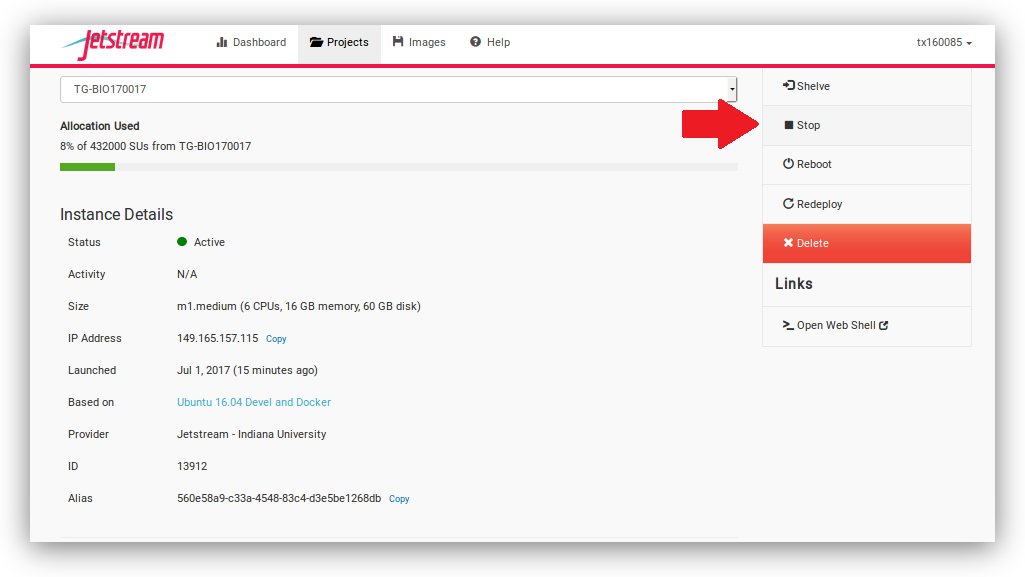 Jetstream
Dashboard
Projects
Images
Help
tx160085
TG-BIO170017
Allocation Used
8% of 432000 SUs from TG-BIO170017
Instance Details
Status Active
Activity N/A
Size m1.medium (6 CPUs, 16 GB memory, 60 GB disk)
IP Address 149.165.157.115 Copy
Launched Jul 1, 2017 (15 minutes ago)
Based on Ubuntu 16.04 Devel and Docker
Provider Jetstream - Indiana University
ID 13912
Alias 560e58a9-c33a-4548-83c4-d3e5be1268db Copy
Shelve
Stop
Reboot
Redeploy
Delete
Links
Open Web Shell